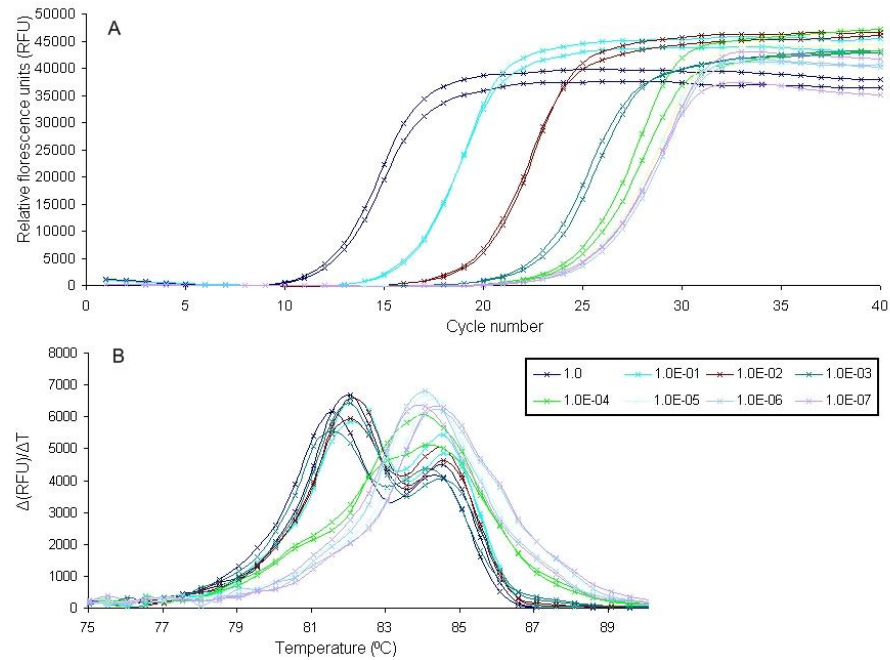 A
Relative florescence units (RFU)
50000
45000
40000
35000
30000
25000
20000
15000
10000
5000
0
0 5 10 15 20 25 30 35 40
Cycle number
B
Δ(RFU)/ΔT
8000
7000
6000
5000
4000
3000
2000
1000
0
75 77 79 81 83 85 87 89
Temperature (ºC)
1.0 1.0E-01 1.0E-02 1.0E-03
1.0E-04 1.0E-05 1.0E-06 1.0E-07